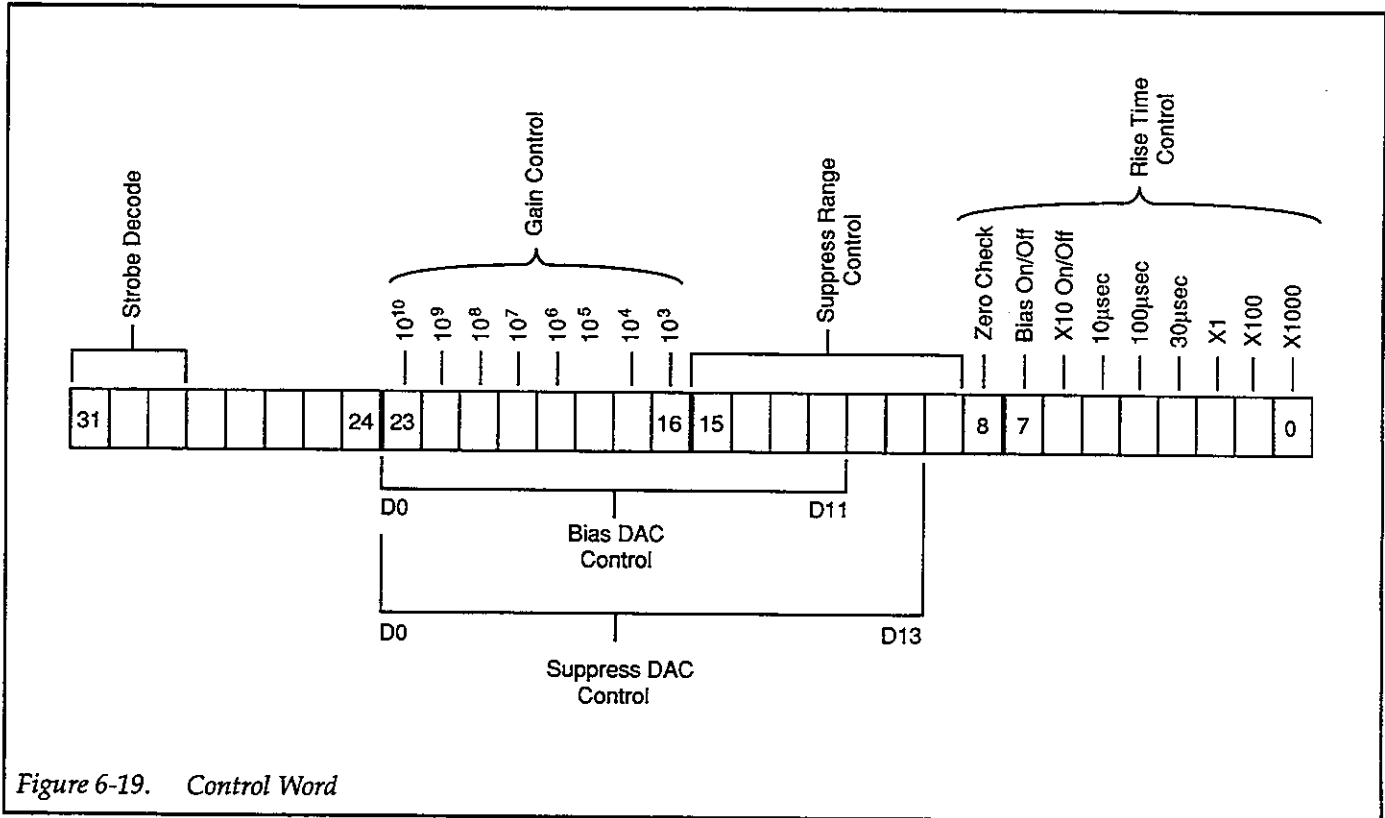 Strobe Decode
Gain Control
Suppress Range
Control
Rise Time
Control
10¹⁰
10⁹
10⁸
10⁷
10⁶
10⁵
10⁴
10³
Zero Check
Bias On/Off
X10 On/Off
10µsec
100µsec
30µsec
X1
X100
X1000
31
24
23
16
15
8
7
0
D0
D11
Bias DAC
Control
D0
D13
Suppress DAC
Control
Figure 6-19. Control Word